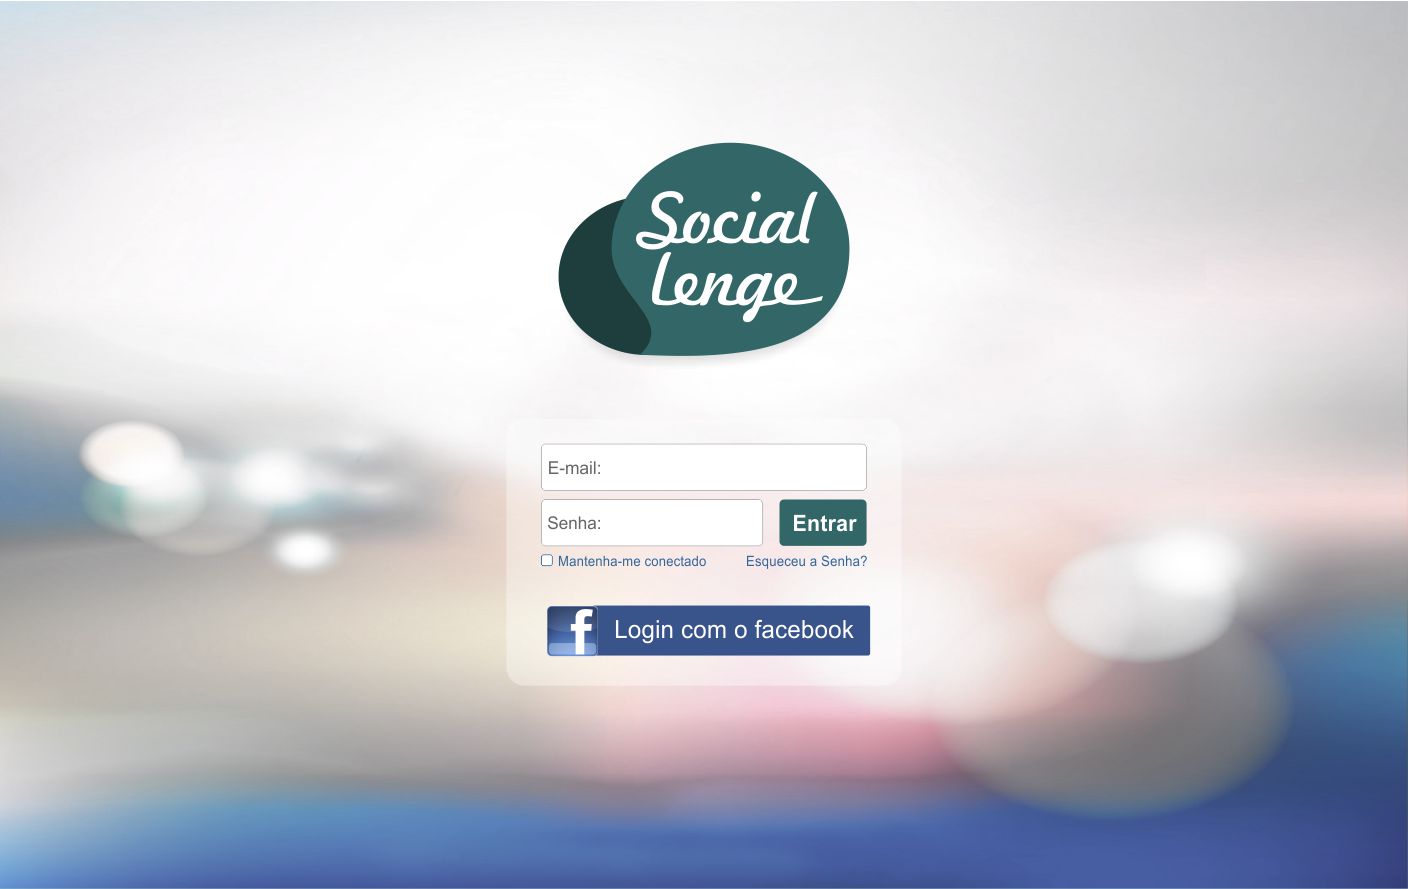 Social
Lenge
E-mail:
Senha:
Entrar
Mantenha-me conectado
Esqueceu a Senha?
f Login com o facebook